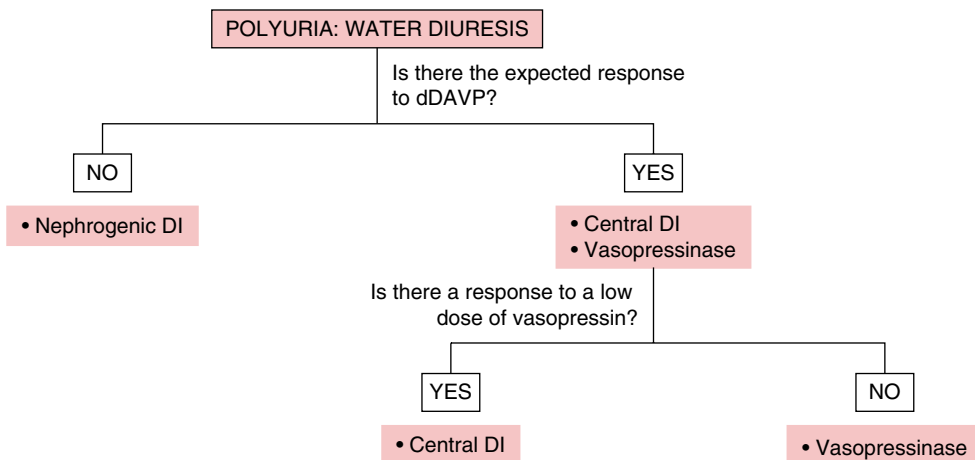 POLYURIA: WATER DIURESIS
Is there the expected response
to dDAVP?
NO
YES
• Nephrogenic DI
• Central DI
• Vasopressinase
Is there a response to a low
dose of vasopressin?
YES
NO
• Central DI
• Vasopressinase